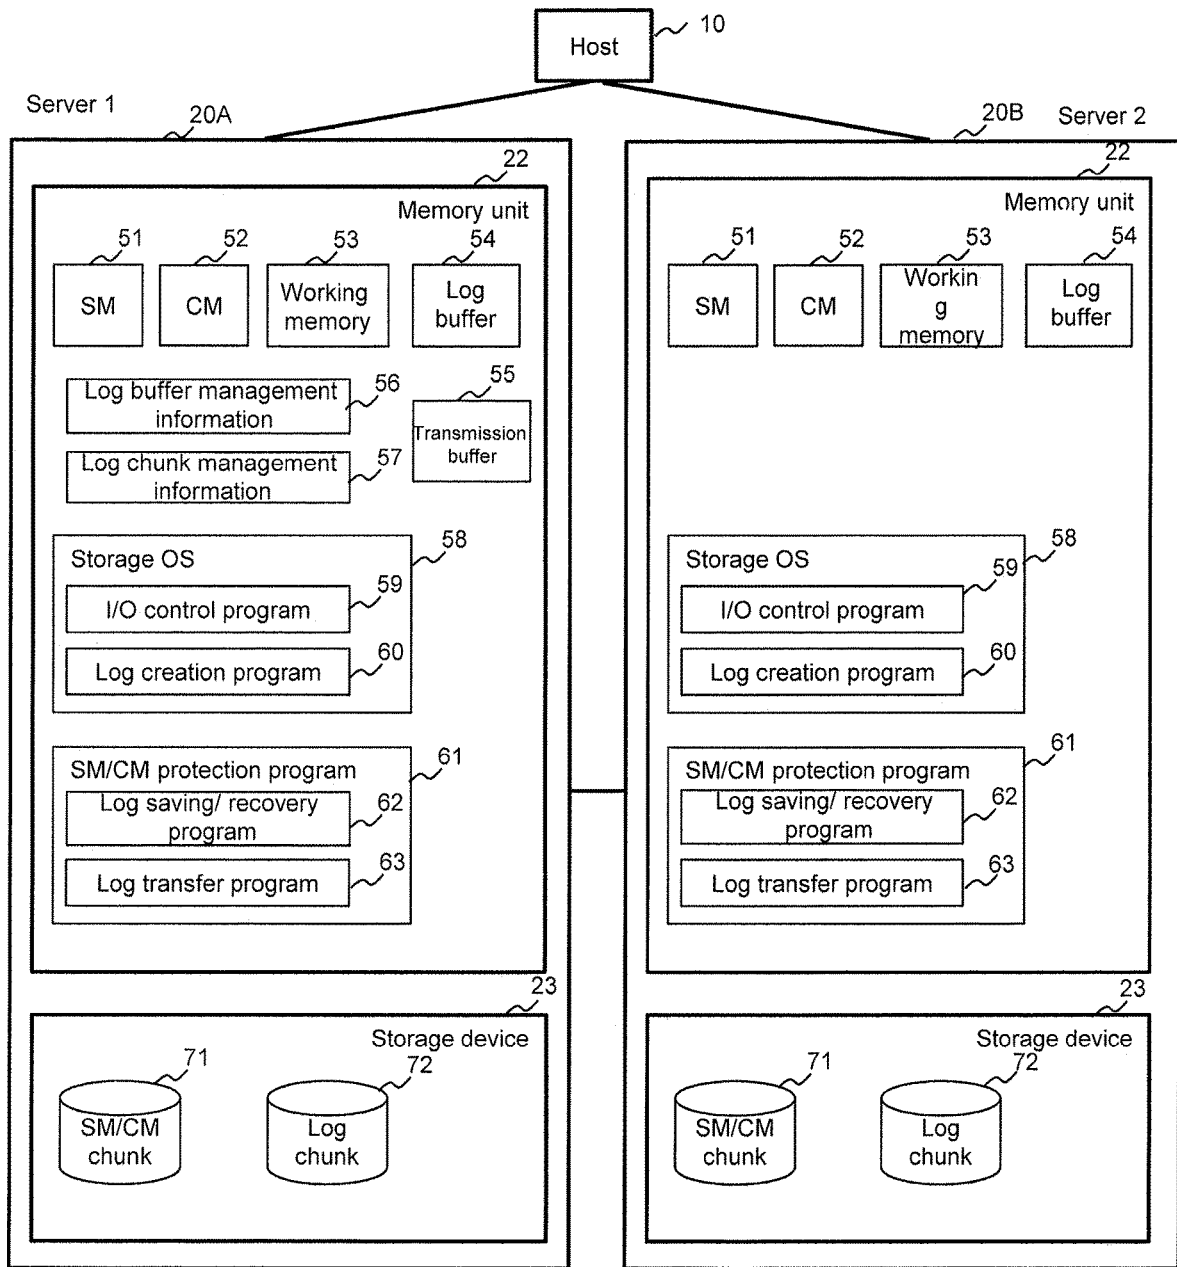 Host
10
Server 1
20A
20B
Server 2
22
Memory unit
51
52
53
54
SM
CM
Working
memory
Log
buffer
Log buffer management
information
56
55
Transmission
buffer
Log chunk management
information
57
Storage OS
58
I/O control program
59
Log creation program
60
SM/CM protection program
61
Log saving/ recovery
program
62
Log transfer program
63
23
Storage device
71
72
SM/CM
chunk
Log
chunk
22
Memory unit
51
52
53
54
SM
CM
Workin
g
memory
Log
buffer
Storage OS
58
I/O control program
59
Log creation program
60
SM/CM protection program
61
Log saving/ recovery
program
62
Log transfer program
63
23
Storage device
71
72
SM/CM
chunk
Log
chunk